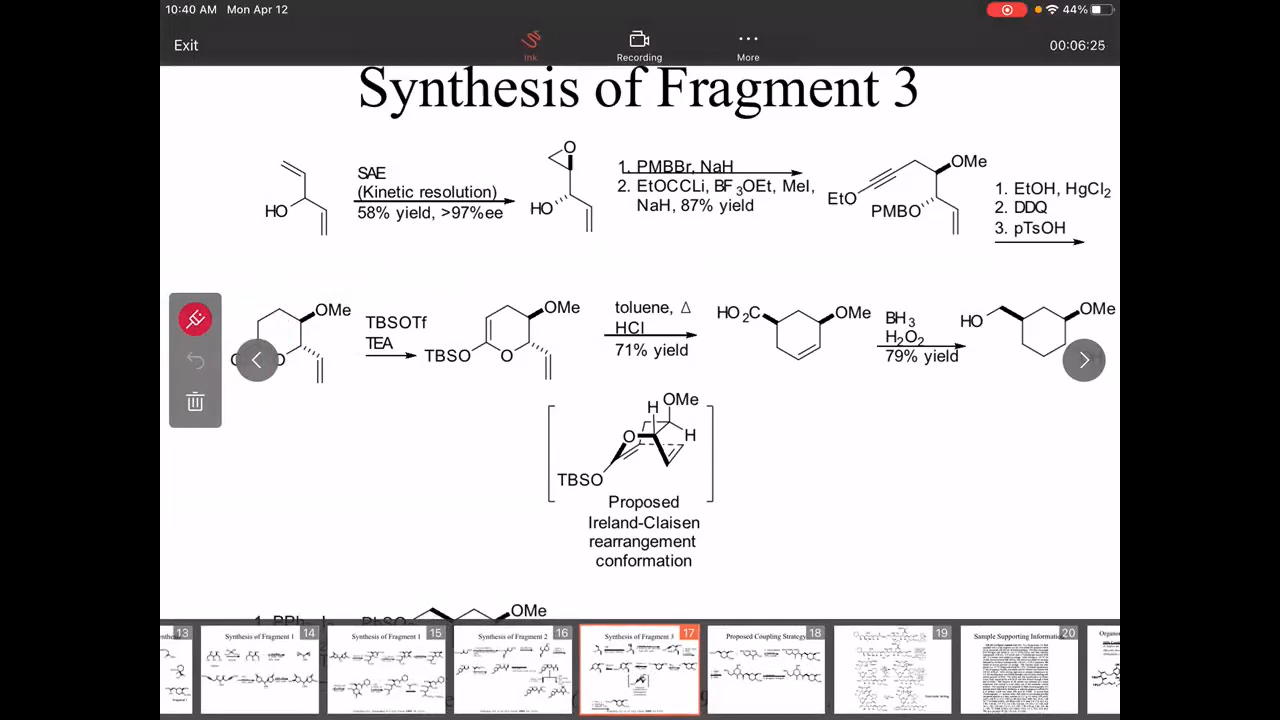 10:40 AM Mon Apr 12
44%
Exit
Ink
Recording
More
00:06:25
Synthesis of Fragment 3
HO
SAE
(Kinetic resolution)
58% yield, >97%ee
O
HO
1. PMBBr, NaH
2. EtOCCLi, BF3OEt, MeI,
NaH, 87% yield
OMe
EtO
PMBO
1. EtOH, HgCl2
2. DDQ
3. pTsOH
OMe
TBSOTf
TEA
OMe
TBSO
O
toluene, Δ
HCl
71% yield
HO2C
OMe
BH3
H2O2
79% yield
HO
OMe
H
OMe
O
H
TBSO
Proposed
Ireland-Claisen
rearrangement
conformation
OMe
13
Synthesis of Fragment 1
14
Synthesis of Fragment 1
15
Synthesis of Fragment 2
16
Synthesis of Fragment 3
17
Proposed Coupling Strategy
18
19
Sample Supporting Informatio
20